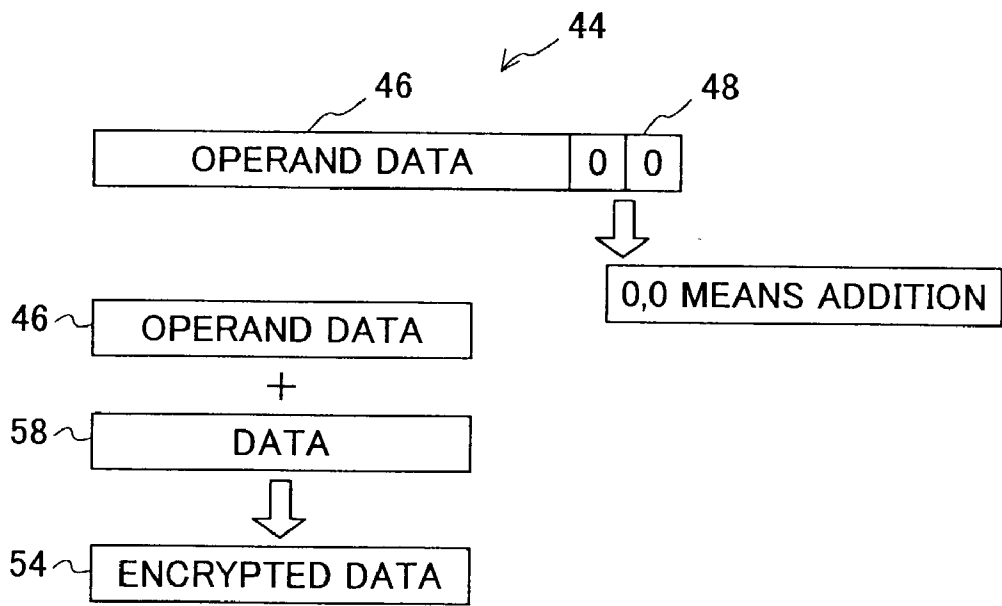 44
46
48
OPERAND DATA 0 0
0,0 MEANS ADDITION
46 OPERAND DATA
+
58 DATA
54 ENCRYPTED DATA